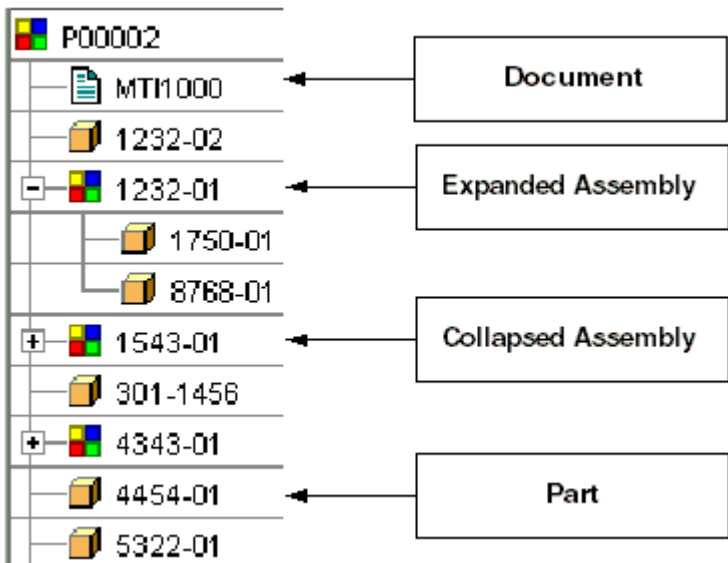 P00002
MTI1000
Document
1232-02
1232-01
Expanded Assembly
1750-01
8768-01
1543-01
Collapsed Assembly
301-1456
4343-01
4454-01
Part
5322-01